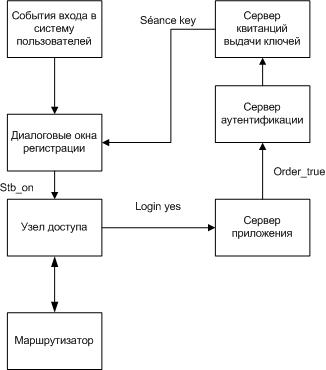 События входа в
систему
пользователей
Séance key
Сервер
квитанций
выдачи ключей
Диалоговые окна
регистрации
Сервер
аутентификации
Stb_on
Order_true
Узел доступа
Login yes
Сервер
приложения
Маршрутизатор